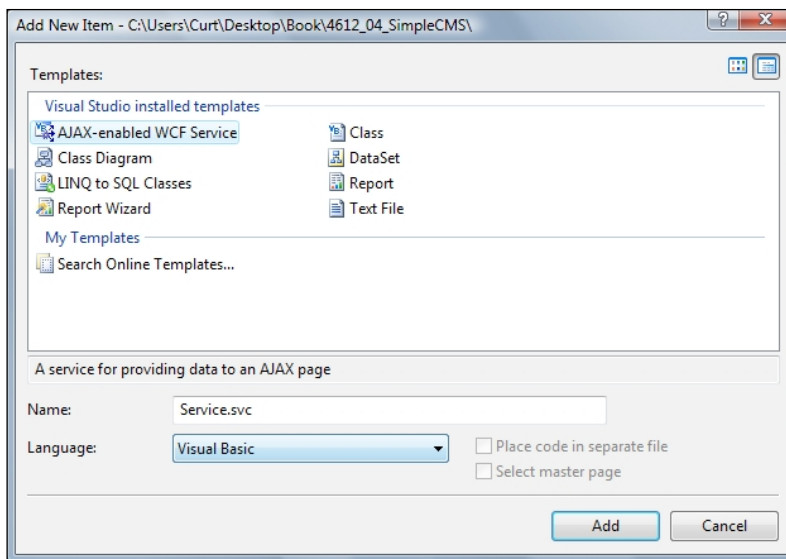 Add New Item - C:\Users\Curt\Desktop\Book\4612_04_SimpleCMS\
Templates:
Visual Studio installed templates
AJAX-enabled WCF Service
Class
Class Diagram
DataSet
LINQ to SQL Classes
Report
Report Wizard
Text File
My Templates
Search Online Templates...
A service for providing data to an AJAX page
Name:
Service.svc
Language:
Visual Basic
Place code in separate file
Select master page
Add
Cancel